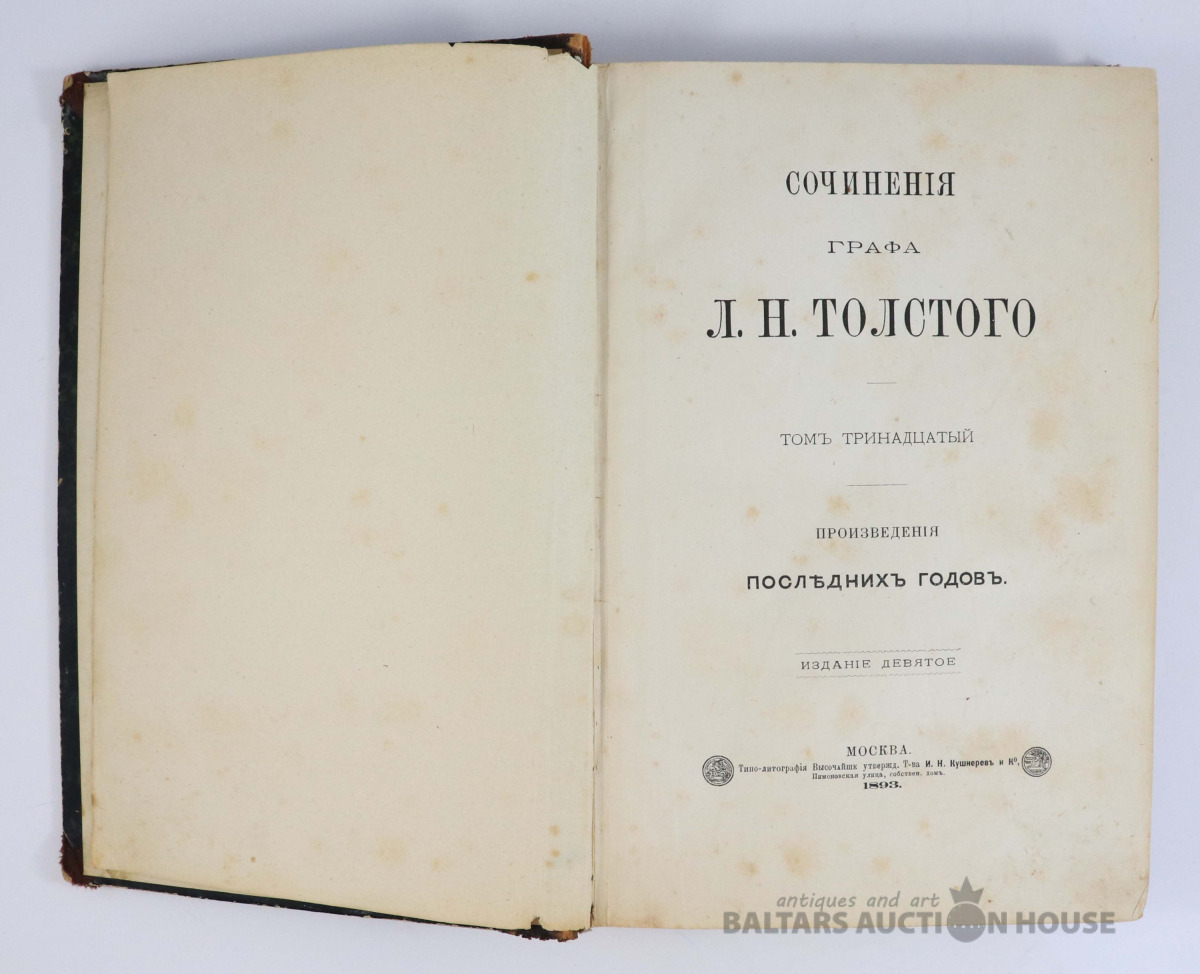 СОЧИНЕНІЯ
ГРАФА
Л. Н. ТОЛСТОГО
ТОМЪ ТРИНАДЦАТЫЙ
ПРОИЗВЕДЕНІЯ
ПОСЛѢДНИХЪ ГОДОВЪ.
ИЗДАНІЕ ДЕВЯТОЕ
МОСКВА.
Типо-литографія Высочайше утвержд. Т-ва И. Н. Кушнеревъ и Кº,
Пименовская улица, собствен. домъ.
1893.
antiques and art
BALTARS AUCTION HOUSE